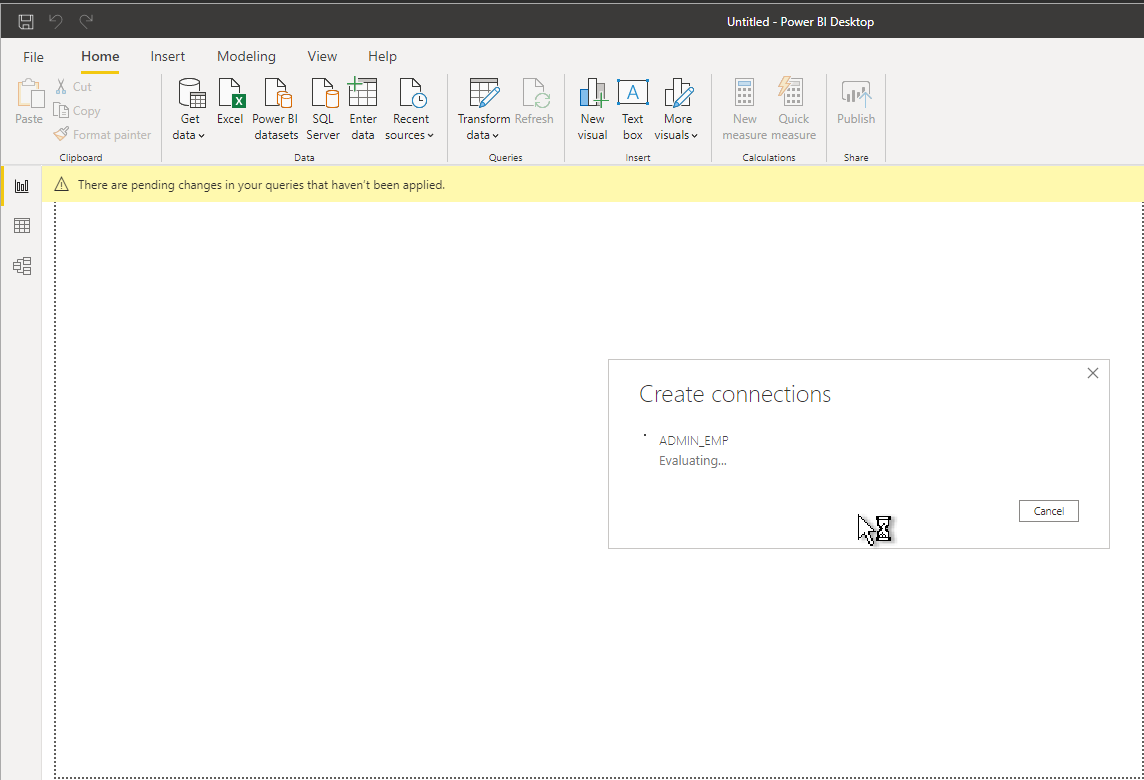 Untitled - Power BI Desktop
File Home Insert Modeling View Help
Paste
Cut
Copy
Format painter
Clipboard
Get data
Excel
Power BI datasets
SQL Server
Enter data
Recent sources
Data
Transform data
Refresh
Queries
New visual
Text box
More visuals
Insert
New measure
Quick measure
Calculations
Publish
Share
There are pending changes in your queries that haven't been applied.
Create connections
ADMIN_EMP
Evaluating...
Cancel